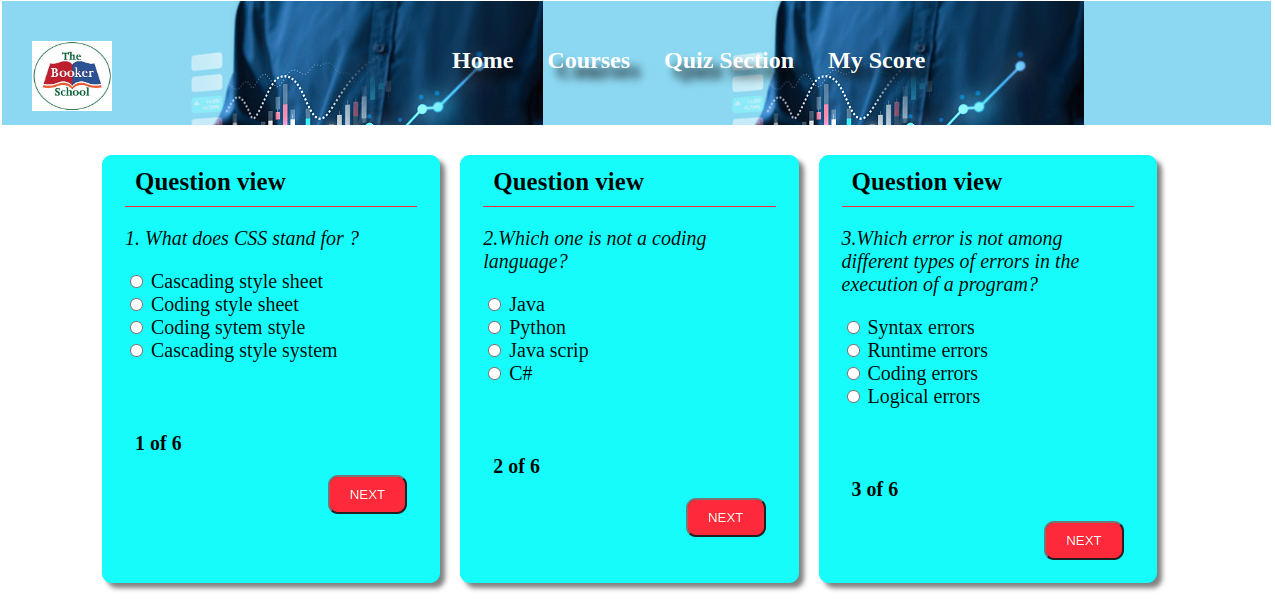 The
Booker
School
Home Courses Quiz Section My Score
Question view
1. What does CSS stand for ?
Cascading style sheet
Coding style sheet
Coding sytem style
Cascading style system
1 of 6
NEXT
Question view
2.Which one is not a coding
language?
Java
Python
Java scrip
C#
2 of 6
NEXT
Question view
3.Which error is not among
different types of errors in the
execution of a program?
Syntax errors
Runtime errors
Coding errors
Logical errors
3 of 6
NEXT